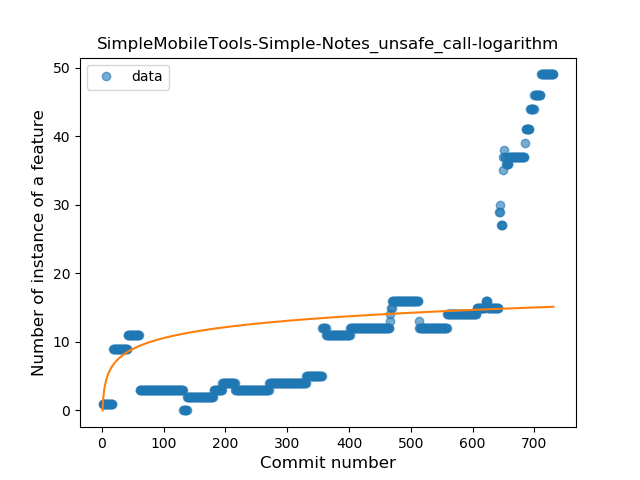 SimpleMobileTools-Simple-Notes_unsafe_call-logarithm
data
Number of instance of a feature
50
40
30
20
10
0
0 100 200 300 400 500 600 700
Commit number